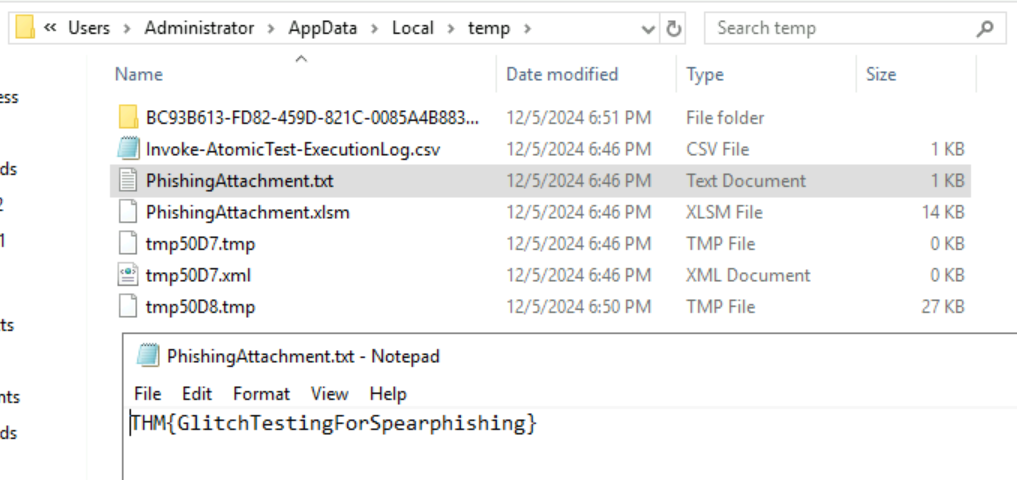 « Users › Administrator › AppData › Local › temp › Search temp
Name Date modified Type Size
ess
BC93B613-FD82-459D-821C-0085A4B883... 12/5/2024 6:51 PM File folder
Invoke-AtomicTest-ExecutionLog.csv 12/5/2024 6:46 PM CSV File 1 KB
ds
PhishingAttachment.txt 12/5/2024 6:46 PM Text Document 1 KB
2
PhishingAttachment.xlsm 12/5/2024 6:46 PM XLSM File 14 KB
1
tmp50D7.tmp 12/5/2024 6:46 PM TMP File 0 KB
tmp50D7.xml 12/5/2024 6:46 PM XML Document 0 KB
tmp50D8.tmp 12/5/2024 6:50 PM TMP File 27 KB
ts
PhishingAttachment.txt - Notepad
nts
File Edit Format View Help
THM{GlitchTestingForSpearphishing}
ds